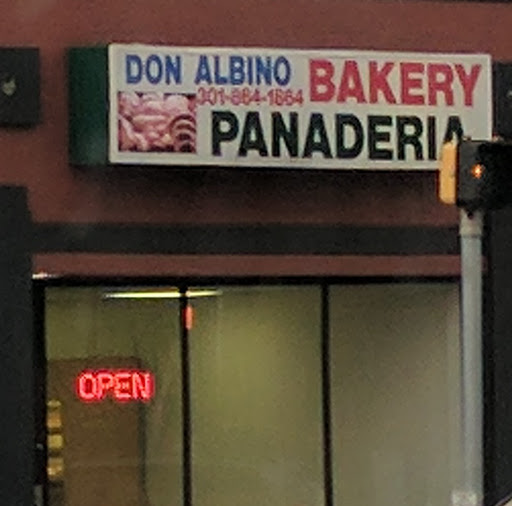 DON ALBINO BAKERY
301-864-1664
PANADERIA
OPEN